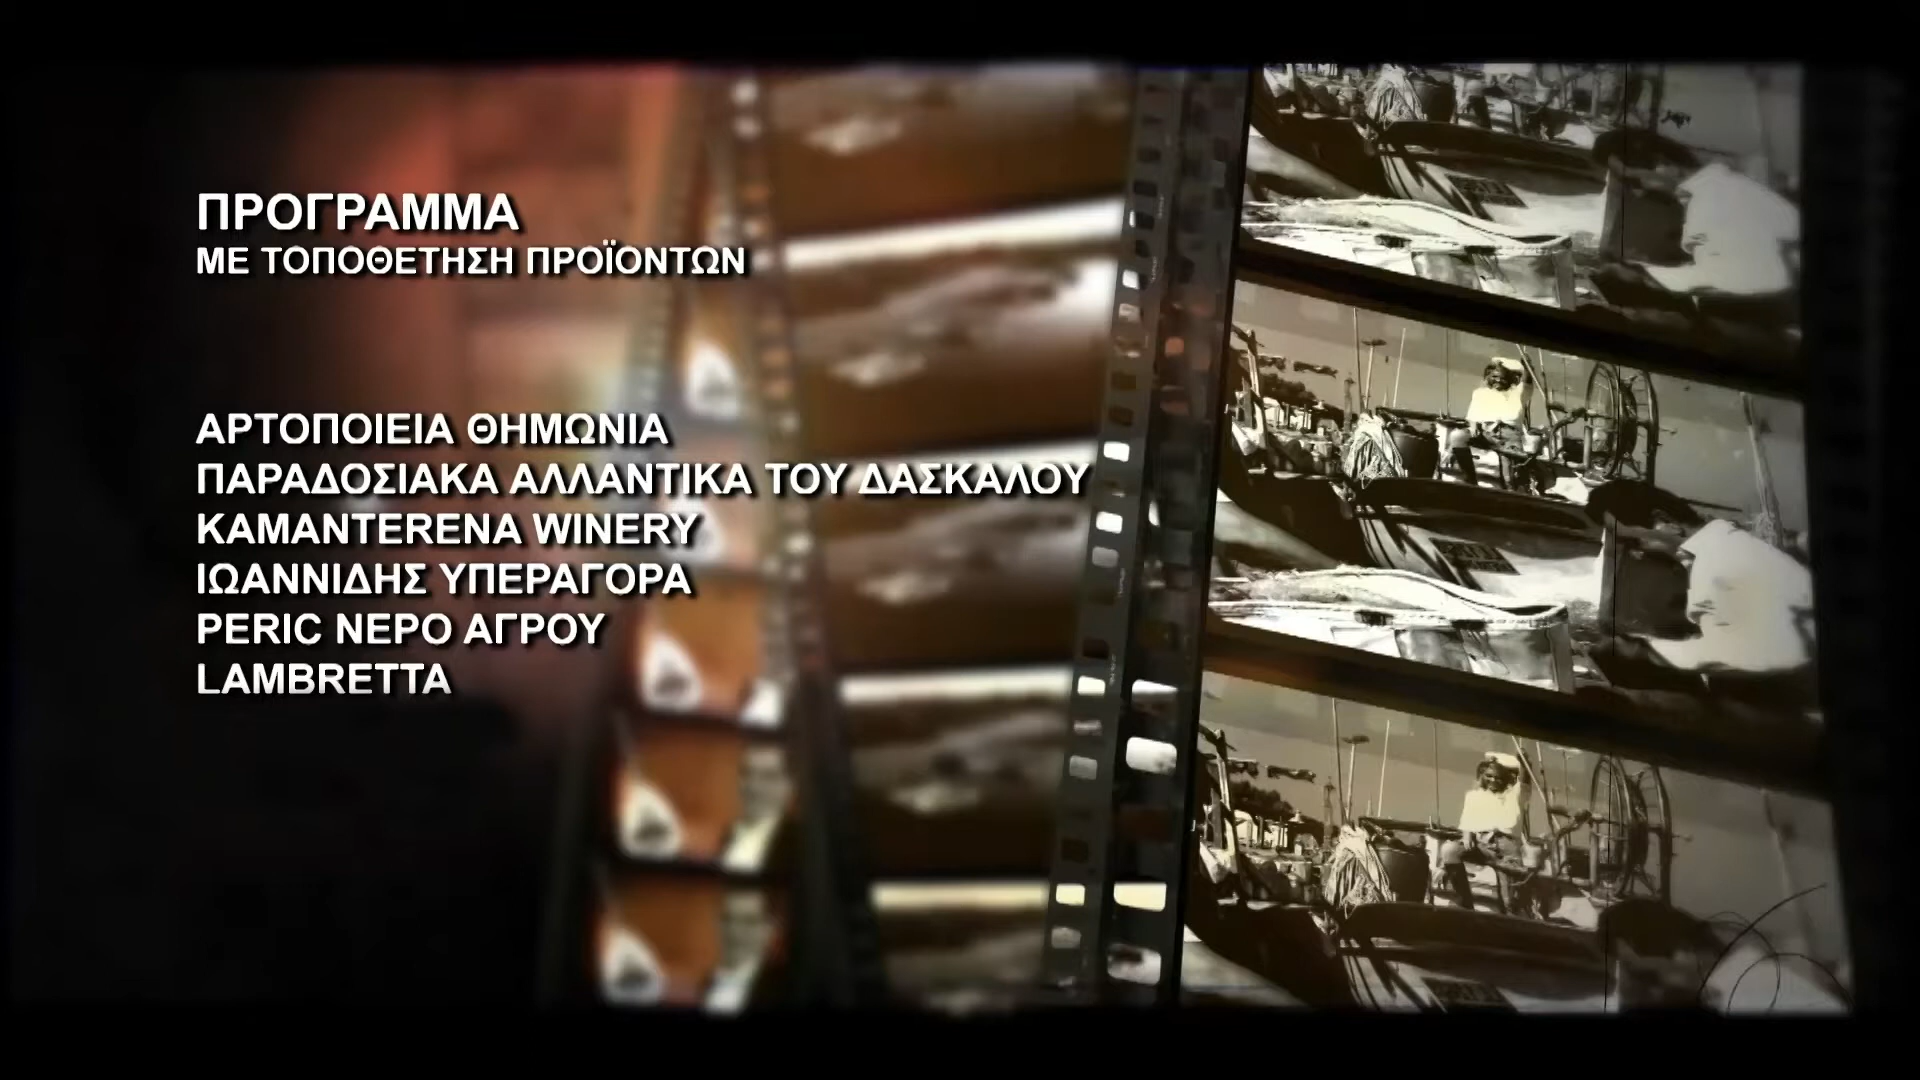 ΠΡΟΓΡΑΜΜΑ
ΜΕ ΤΟΠΟΘΕΤΗΣΗ ΠΡΟΪΟΝΤΩΝ
ΑΡΤΟΠΟΙΕΙΑ ΘΗΜΩΝΙΑ
ΠΑΡΑΔΟΣΙΑΚΑ ΑΛΛΑΝΤΙΚΑ ΤΟΥ ΔΑΣΚΑΛΟΥ
KAMANTERENA WINERY
ΙΩΑΝΝΙΔΗΣ ΥΠΕΡΑΓΟΡΑ
PERIC ΝΕΡΟ ΑΓΡΟΥ
LAMBRETTA